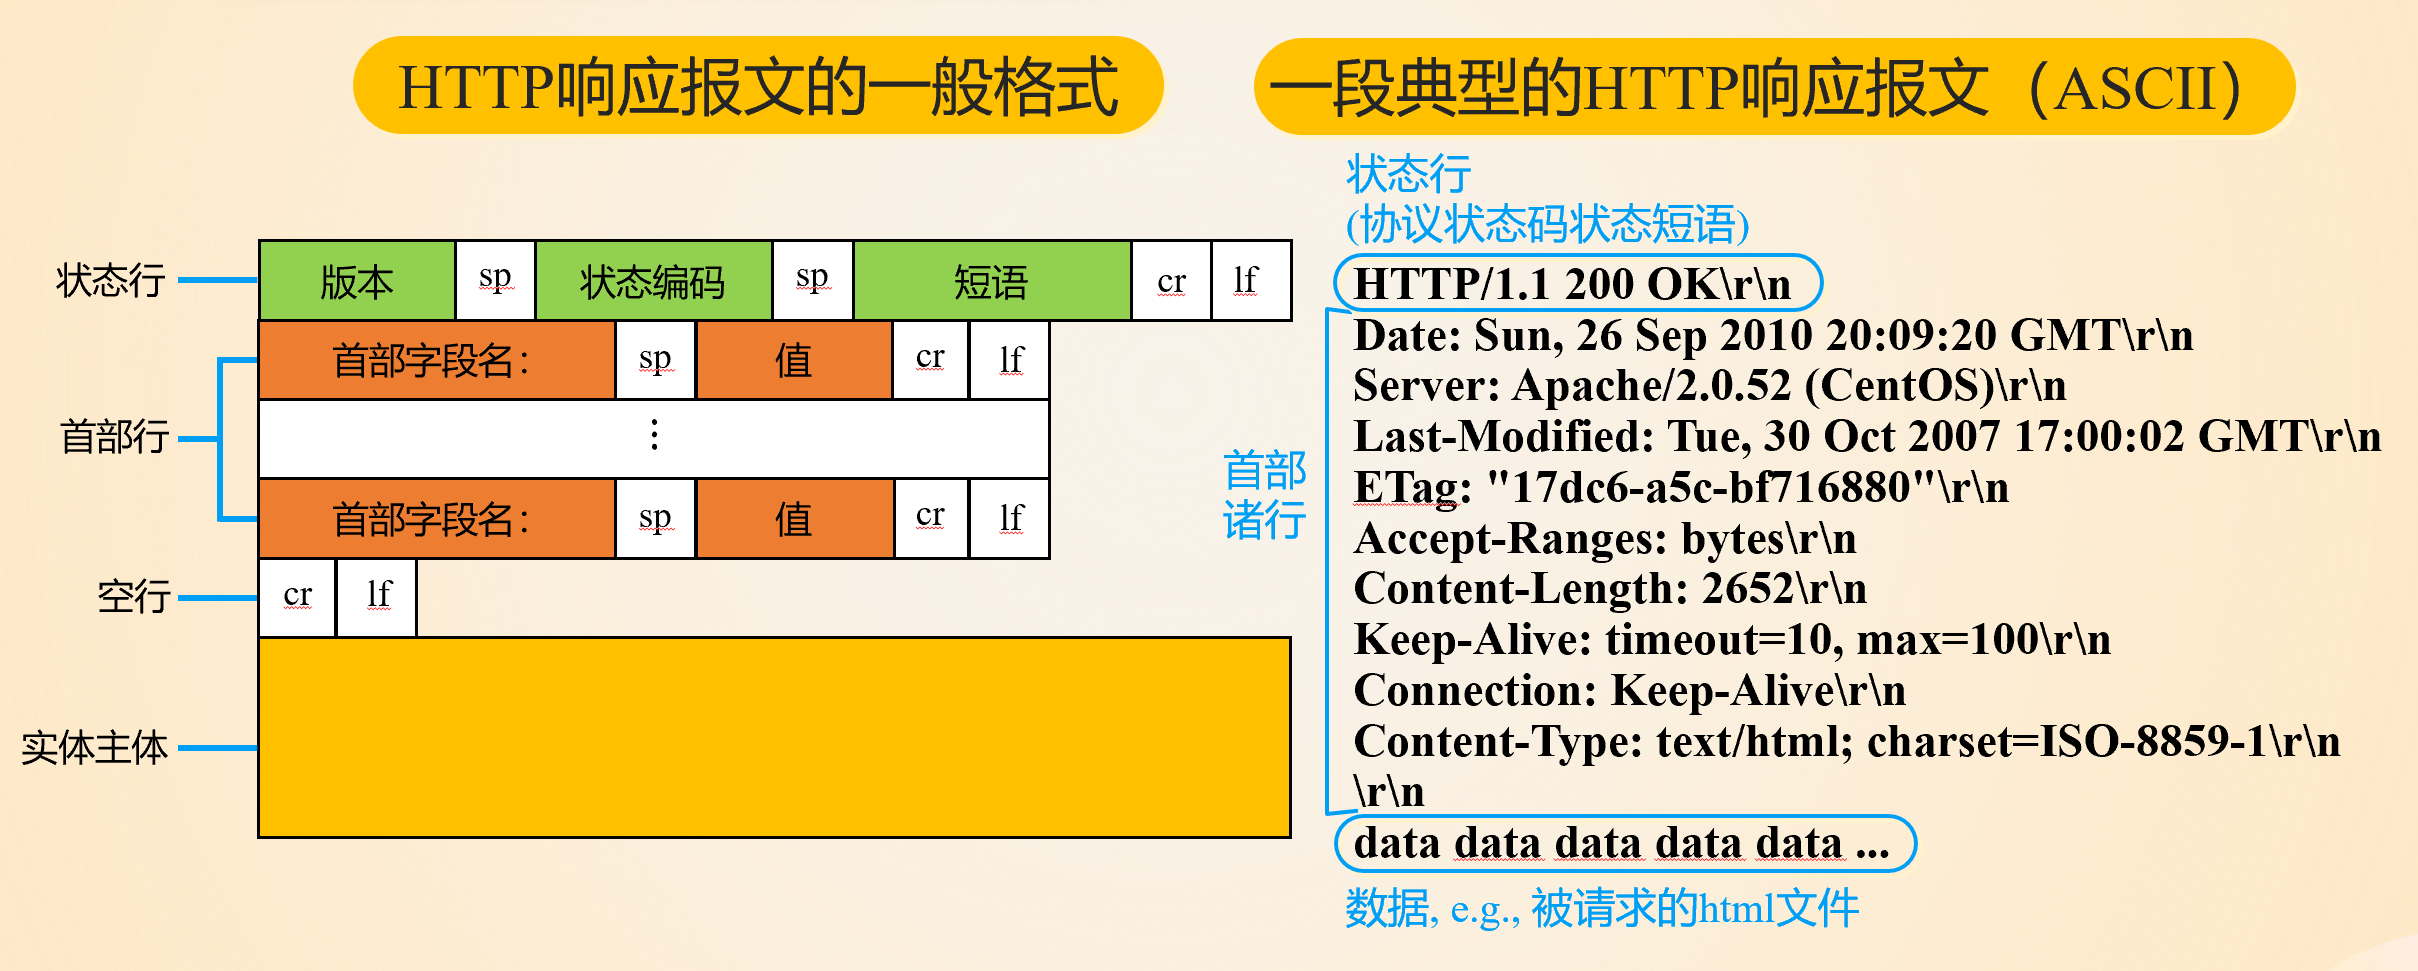 HTTP响应报文的一般格式
状态行
版本 sp 状态编码 sp 短语 cr lf
首部行
首部字段名： sp 值 cr lf
⋮
首部字段名： sp 值 cr lf
空行
cr lf
实体主体
一段典型的HTTP响应报文（ASCII）
状态行
(协议状态码状态短语)
HTTP/1.1 200 OK\r\n
首部
诸行
Date: Sun, 26 Sep 2010 20:09:20 GMT\r\n
Server: Apache/2.0.52 (CentOS)\r\n
Last-Modified: Tue, 30 Oct 2007 17:00:02 GMT\r\n
ETag: "17dc6-a5c-bf716880"\r\n
Accept-Ranges: bytes\r\n
Content-Length: 2652\r\n
Keep-Alive: timeout=10, max=100\r\n
Connection: Keep-Alive\r\n
Content-Type: text/html; charset=ISO-8859-1\r\n
\r\n
data data data data data ...
数据, e.g., 被请求的html文件